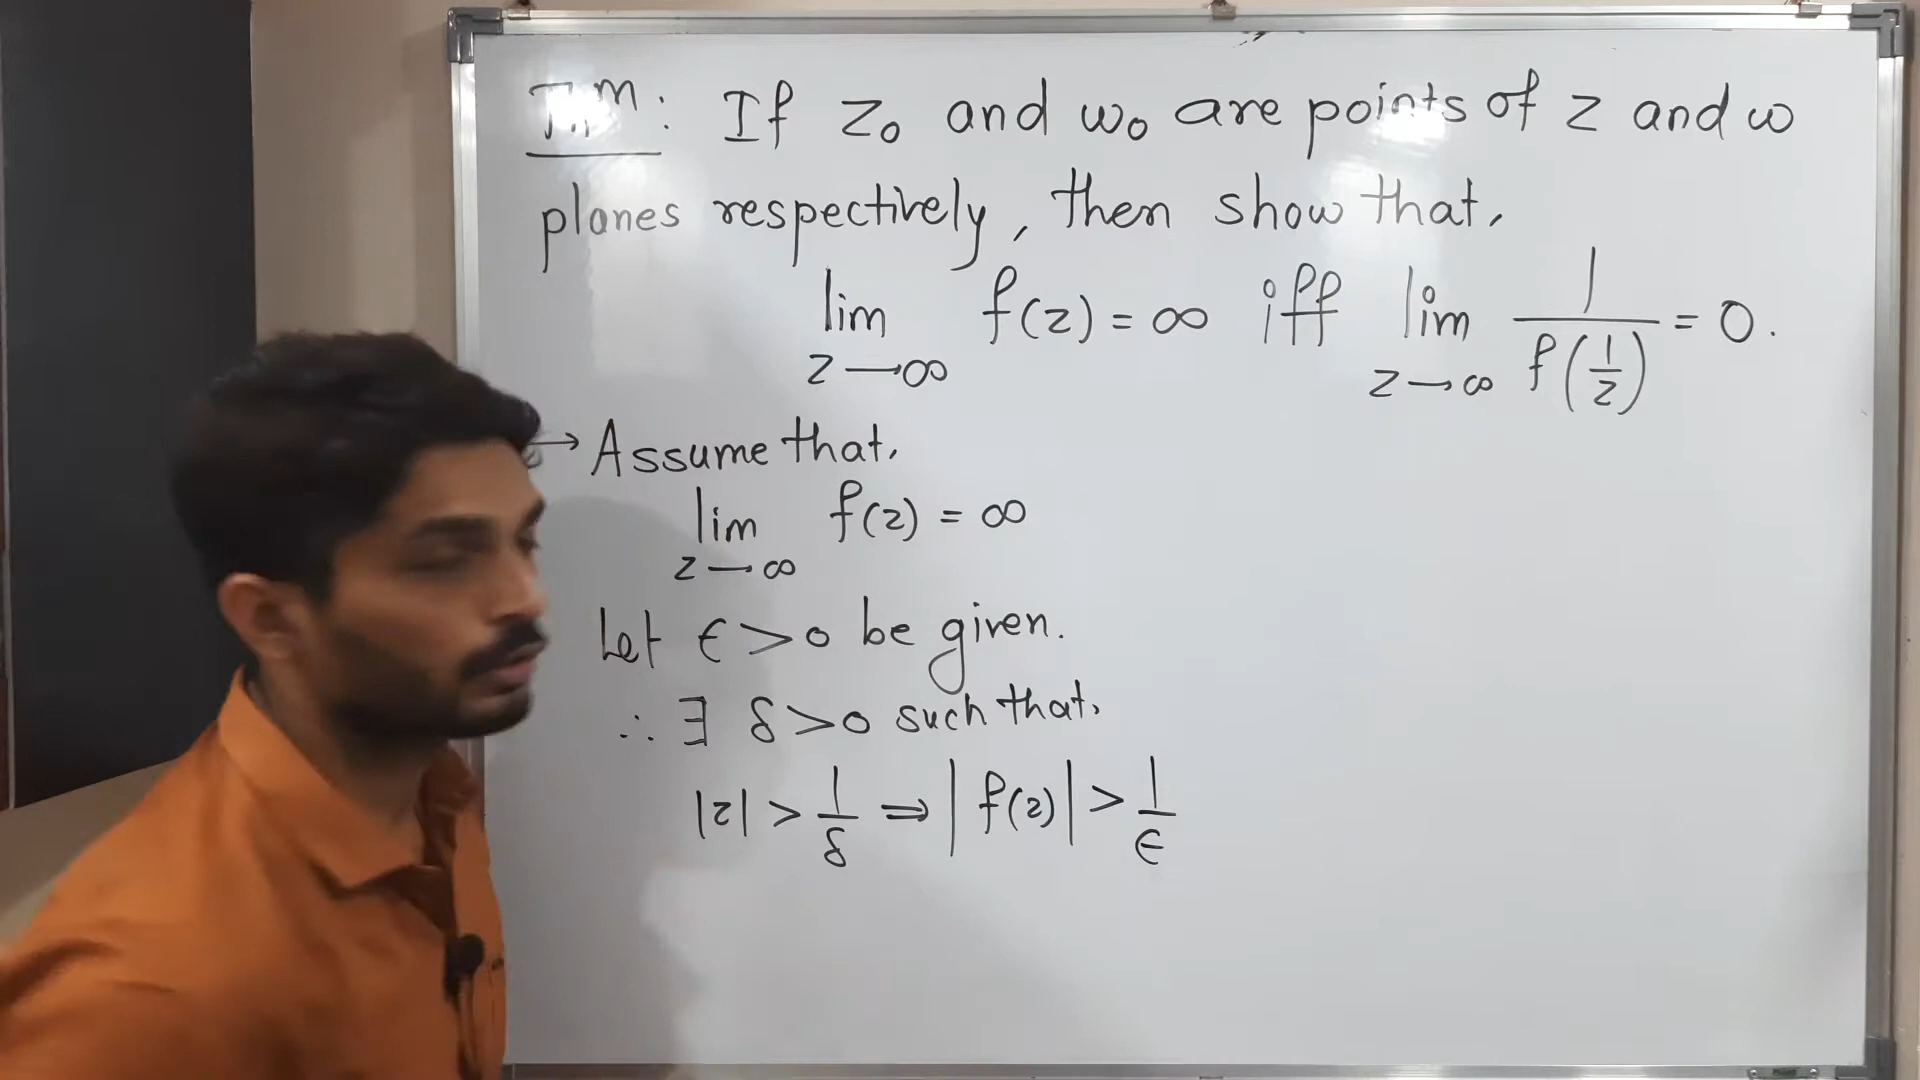 Thm: If z₀ and w₀ are points of z and w
planes respectively, then show that,
lim z→∞ f(z) = ∞ iff lim z→∞ 1/f(1/z) = 0.
→ Assume that,
lim z→∞ f(z) = ∞
Let ϵ > 0 be given.
∴ ∃ δ > 0 such that,
|z| > 1/δ ⇒ |f(z)| > 1/ϵ